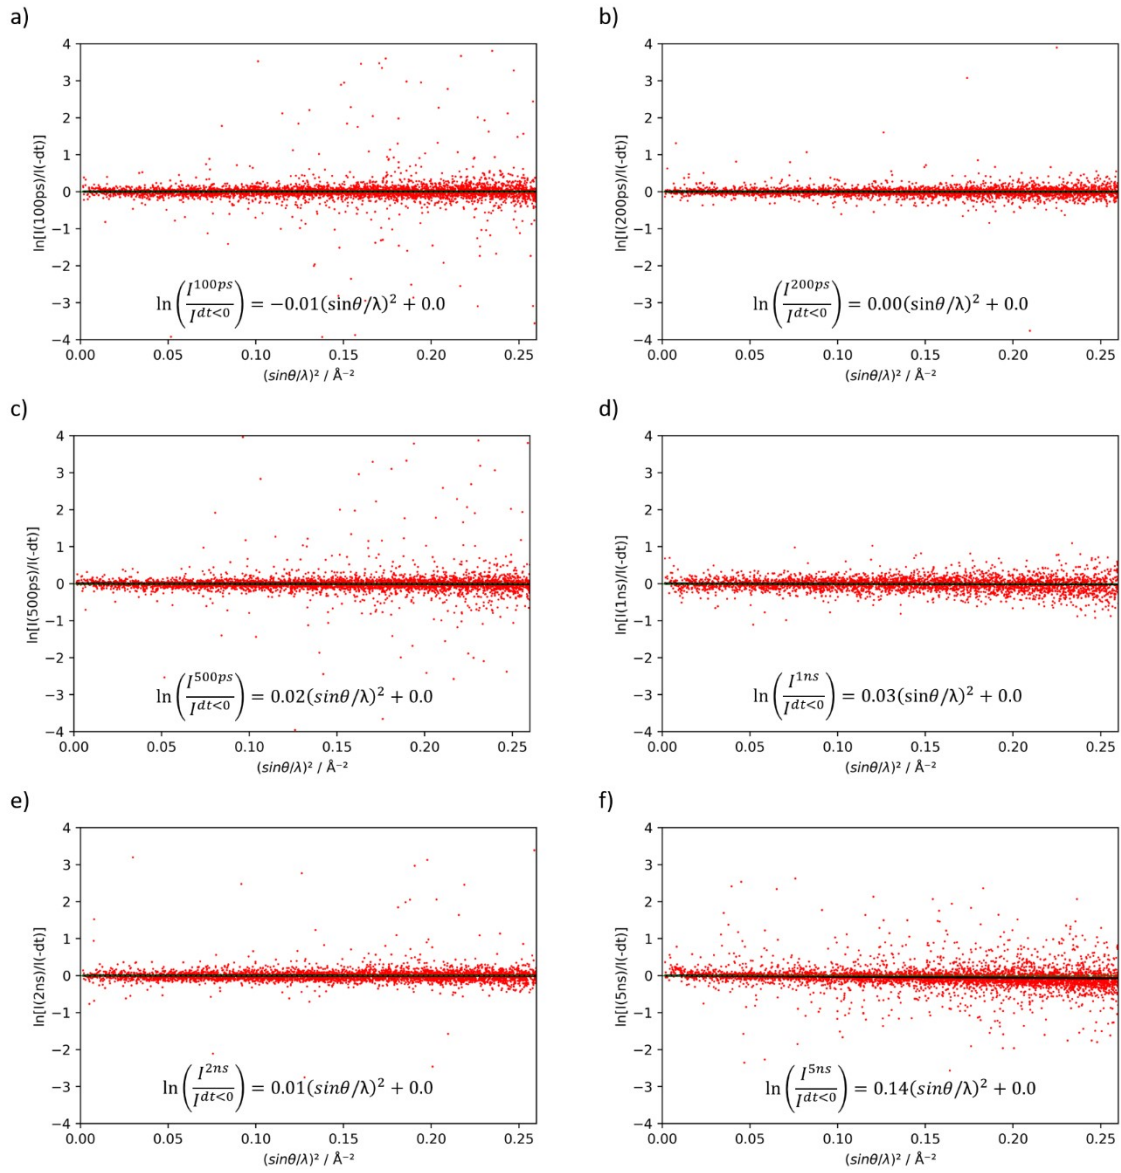 a)
ln[I(100ps)/I(-dt)]
4
3
2
1
0
−1
−2
−3
−4
ln(I^100ps/I^dt<0) = −0.01(sinθ/λ)² + 0.0
0.00 0.05 0.10 0.15 0.20 0.25
(sinθ/λ)² / Å⁻²
b)
ln[I(200ps)/I(-dt)]
4
3
2
1
0
−1
−2
−3
−4
ln(I^200ps/I^dt<0) = 0.00(sinθ/λ)² + 0.0
0.00 0.05 0.10 0.15 0.20 0.25
(sinθ/λ)² / Å⁻²
c)
ln[I(500ps)/I(-dt)]
4
3
2
1
0
−1
−2
−3
−4
ln(I^500ps/I^dt<0) = 0.02(sinθ/λ)² + 0.0
0.00 0.05 0.10 0.15 0.20 0.25
(sinθ/λ)² / Å⁻²
d)
ln[I(1ns)/I(-dt)]
4
3
2
1
0
−1
−2
−3
−4
ln(I^1ns/I^dt<0) = 0.03(sinθ/λ)² + 0.0
0.00 0.05 0.10 0.15 0.20 0.25
(sinθ/λ)² / Å⁻²
e)
ln[I(2ns)/I(-dt)]
4
3
2
1
0
−1
−2
−3
−4
ln(I^2ns/I^dt<0) = 0.01(sinθ/λ)² + 0.0
0.00 0.05 0.10 0.15 0.20 0.25
(sinθ/λ)² / Å⁻²
f)
ln[I(5ns)/I(-dt)]
4
3
2
1
0
−1
−2
−3
−4
ln(I^5ns/I^dt<0) = 0.14(sinθ/λ)² + 0.0
0.00 0.05 0.10 0.15 0.20 0.25
(sinθ/λ)² / Å⁻²